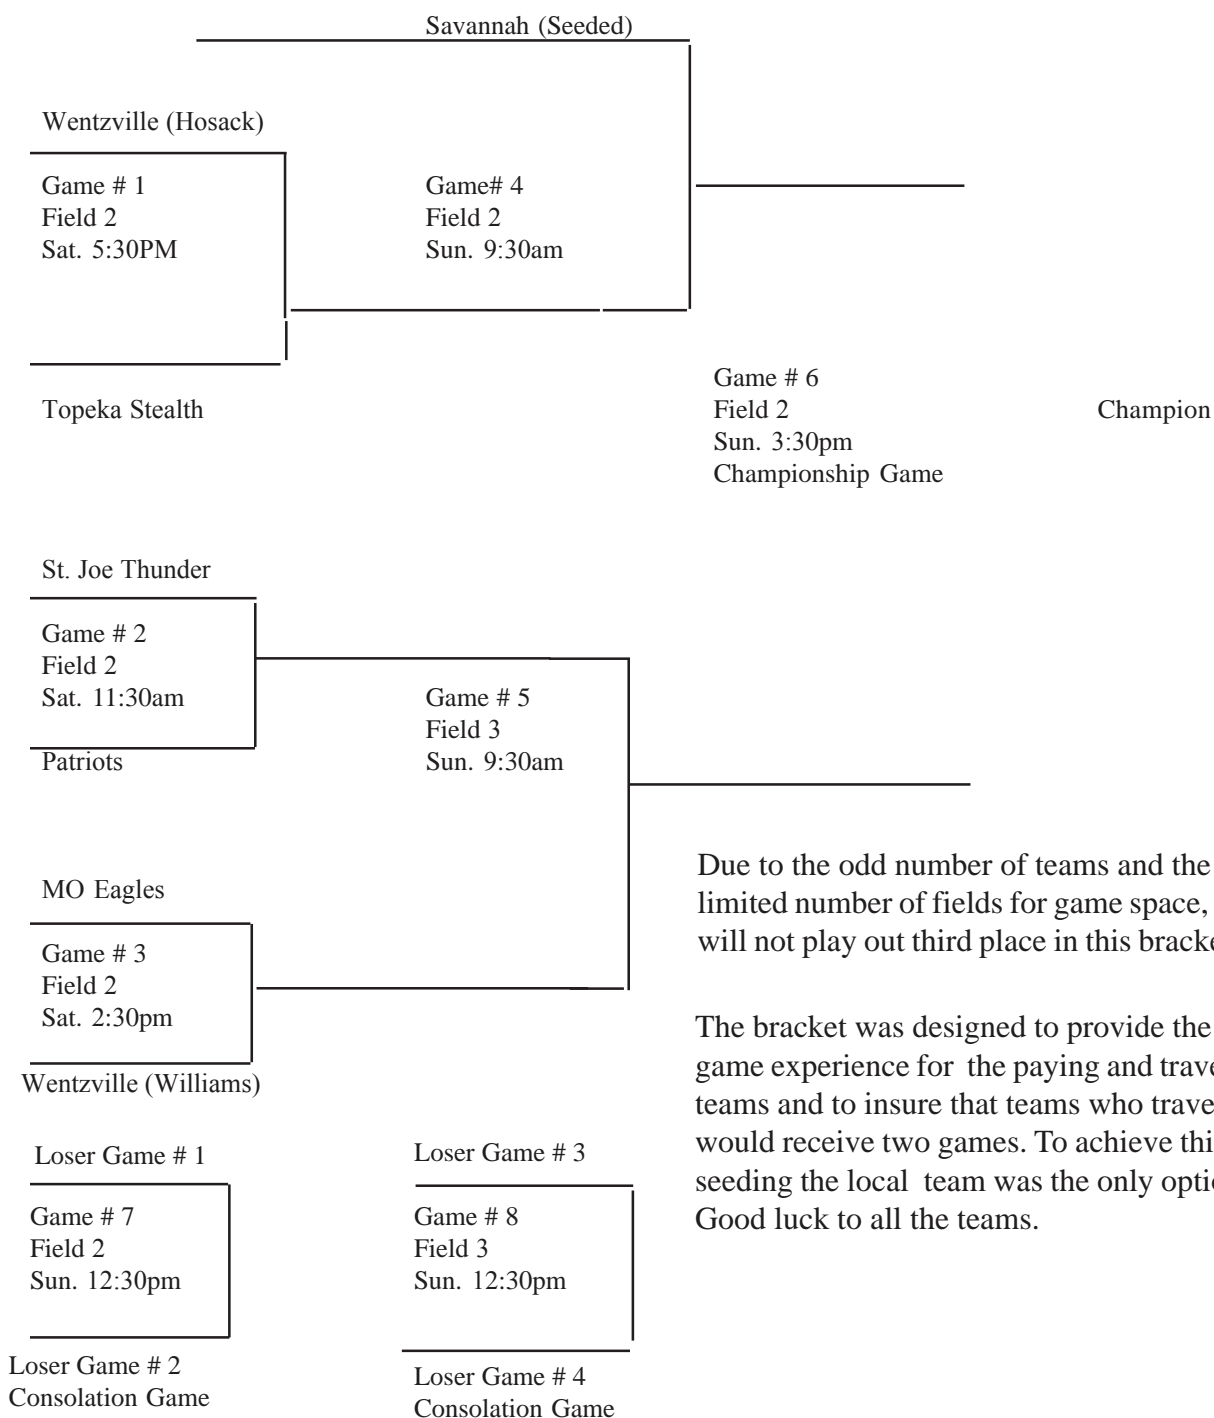 Savannah (Seeded)
Wentzville (Hosack)
Game # 1
Field 2
Sat. 5:30PM
Game# 4
Field 2
Sun. 9:30am
Topeka Stealth
Game # 6
Field 2
Sun. 3:30pm
Championship Game
Champion
St. Joe Thunder
Game # 2
Field 2
Sat. 11:30am
Patriots
Game # 5
Field 3
Sun. 9:30am
MO Eagles
Game # 3
Field 2
Sat. 2:30pm
Wentzville (Williams)
Due to the odd number of teams and the
limited number of fields for game space,
will not play out third place in this bracke
The bracket was designed to provide the
game experience for the paying and trave
teams and to insure that teams who trave
would receive two games. To achieve thi
seeding the local team was the only optic
Good luck to all the teams.
Loser Game # 1
Game # 7
Field 2
Sun. 12:30pm
Loser Game # 2
Consolation Game
Loser Game # 3
Game # 8
Field 3
Sun. 12:30pm
Loser Game # 4
Consolation Game